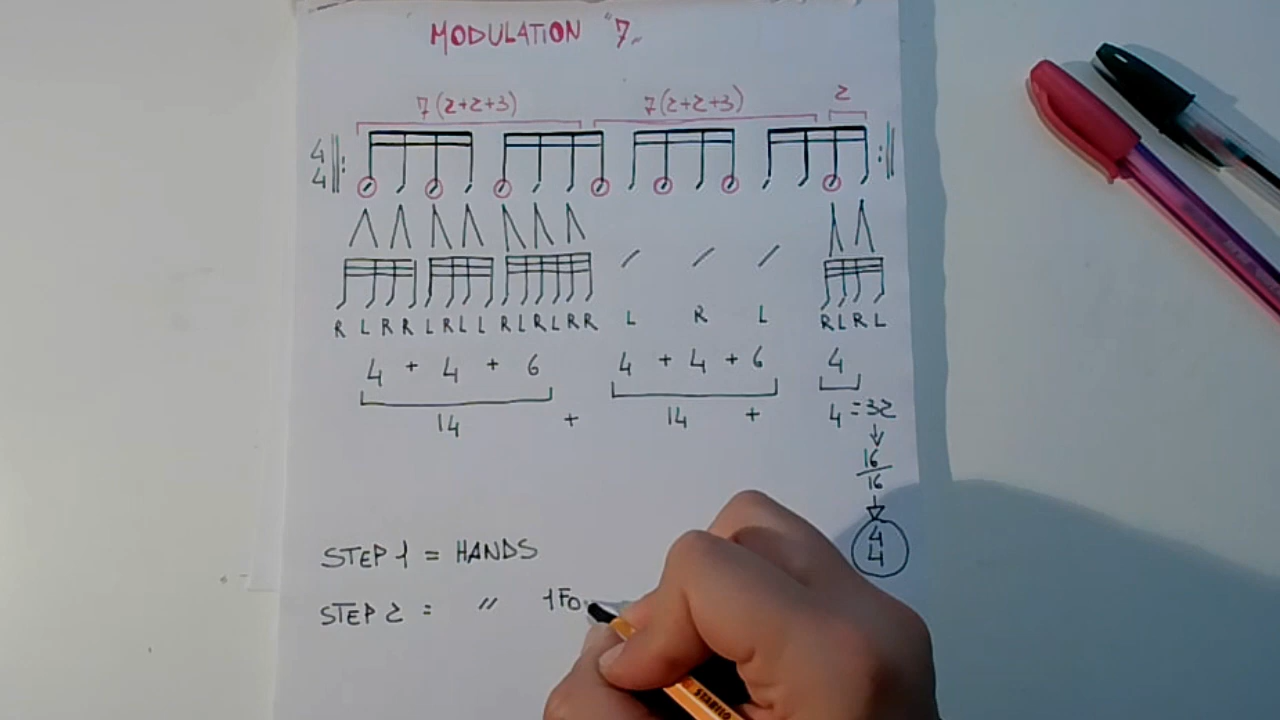 MODULATION "7"
7(2+2+3) 7(2+2+3) 2
4
4
R L R R L R L L R L R L R R L R L R L R L
4 + 4 + 6 4 + 4 + 6 4
14 + 14 + 4 = 32
16
16
4
4
STEP 1 = HANDS
STEP 2 = " 1 Fo
STABILO